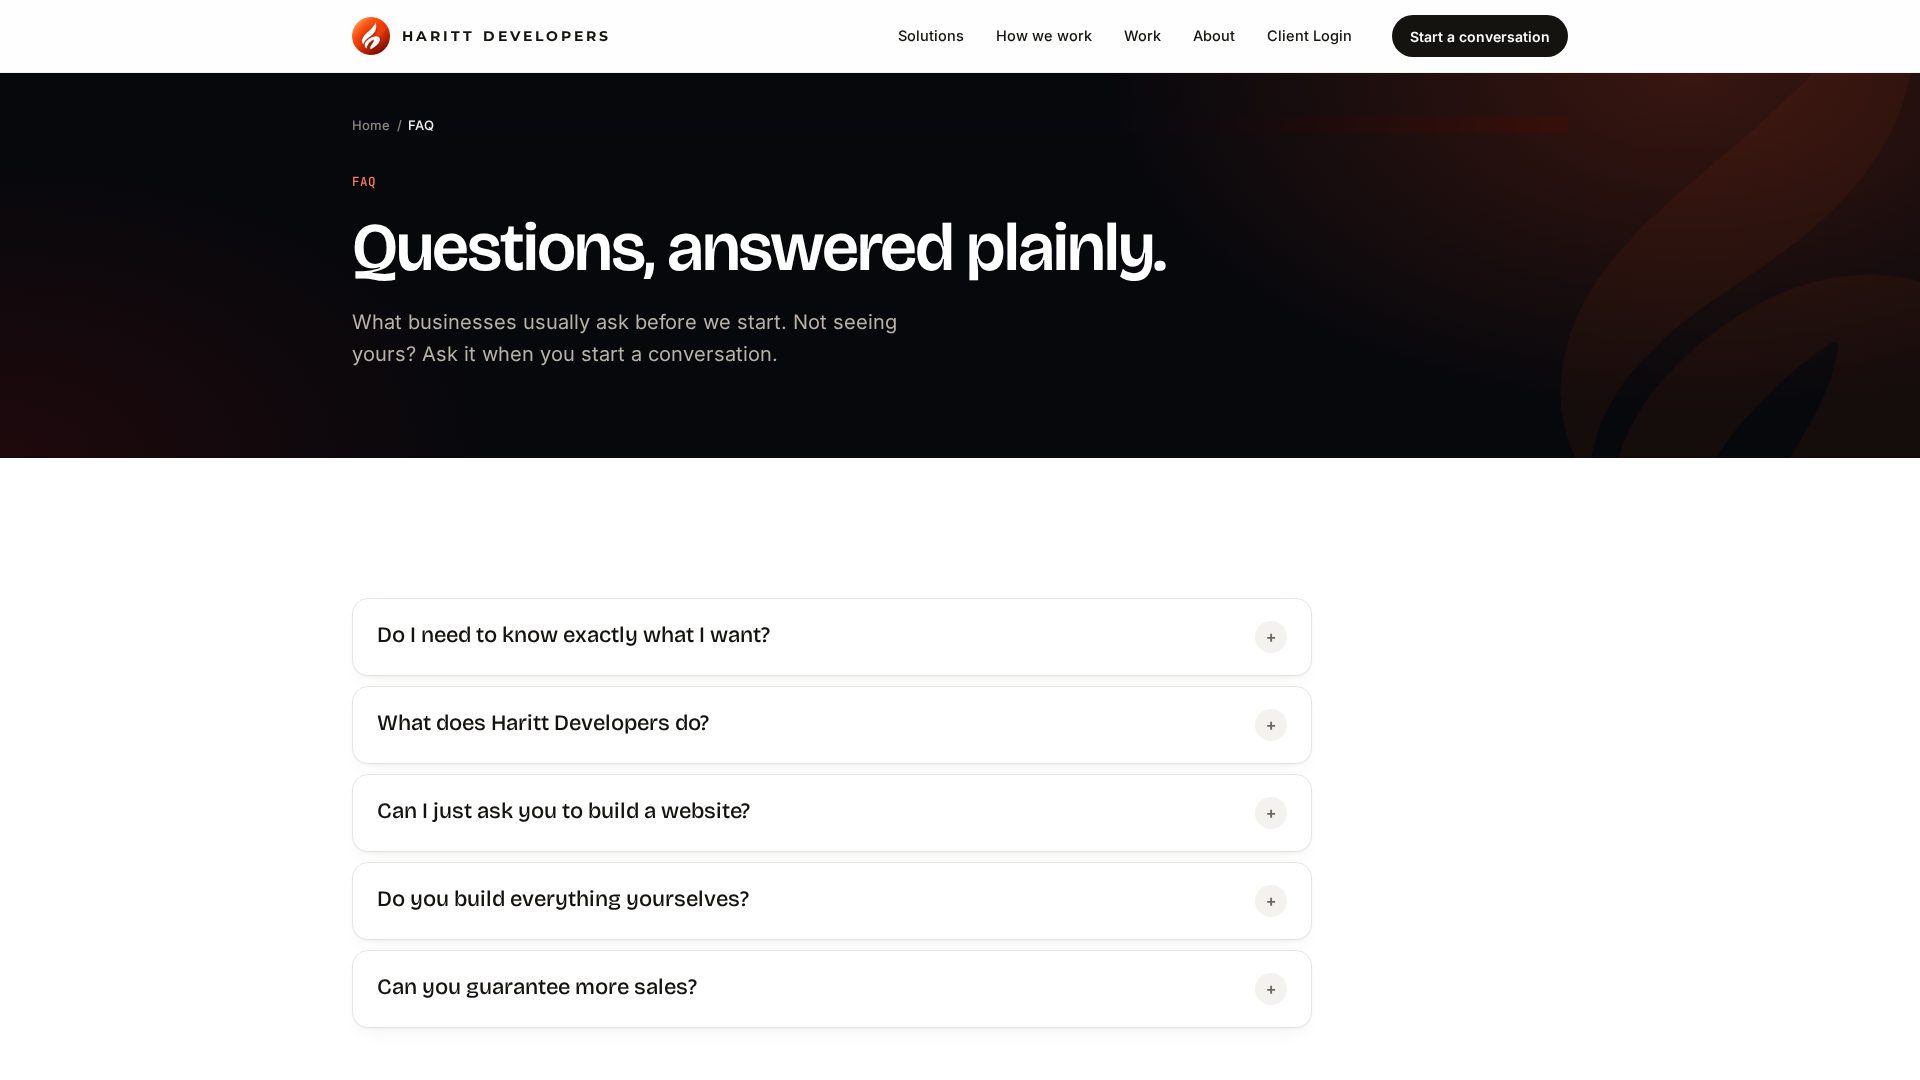 HARITT DEVELOPERS
Solutions
How we work
Work
About
Client Login
Start a conversation
Home / FAQ
FAQ
Questions, answered plainly.
What businesses usually ask before we start. Not seeing
yours? Ask it when you start a conversation.
Do I need to know exactly what I want?
+
What does Haritt Developers do?
+
Can I just ask you to build a website?
+
Do you build everything yourselves?
+
Can you guarantee more sales?
+